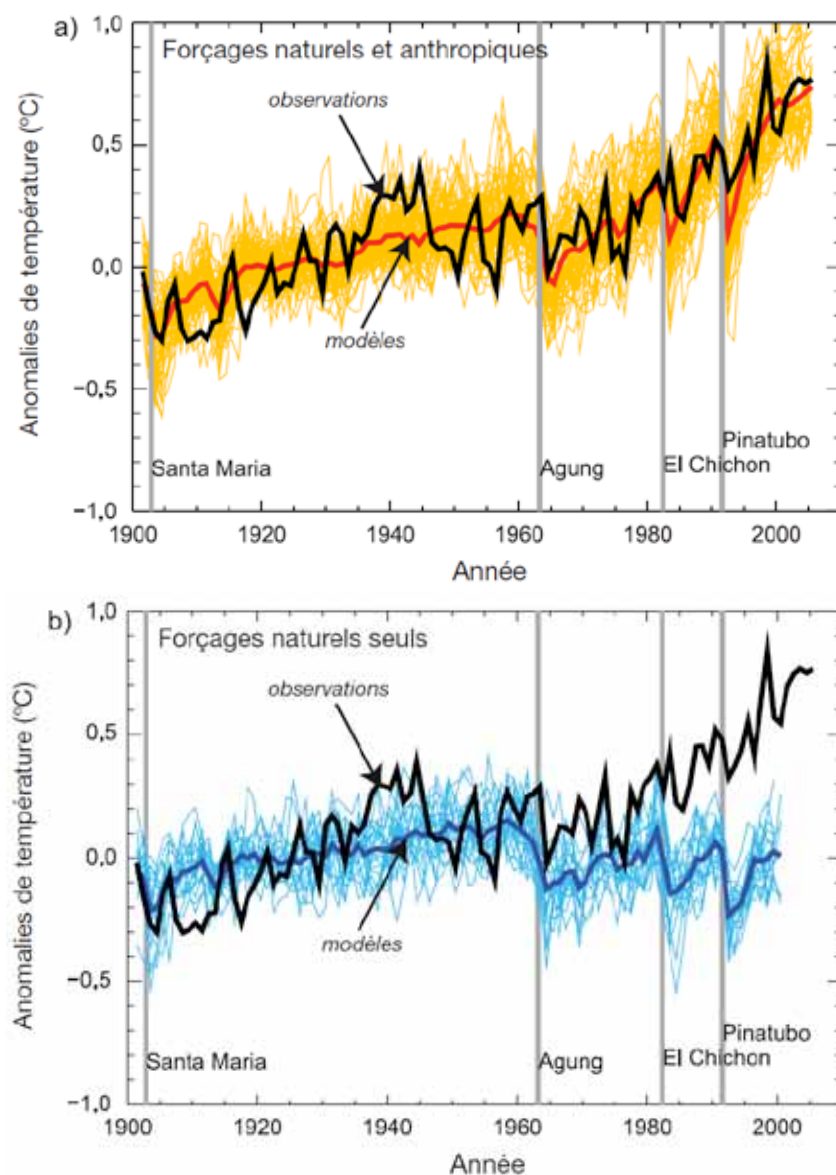 a)
Forçages naturels et anthropiques
observations
modèles
Anomalies de température (ºC)
1,0
0,5
0,0
−0,5
−1,0
Santa Maria
Agung
El Chichon
Pinatubo
1900 1920 1940 1960 1980 2000
Année
b)
Forçages naturels seuls
observations
modèles
Anomalies de température (ºC)
1,0
0,5
0,0
−0,5
−1,0
Santa Maria
Agung
El Chichon
Pinatubo
1900 1920 1940 1960 1980 2000
Année